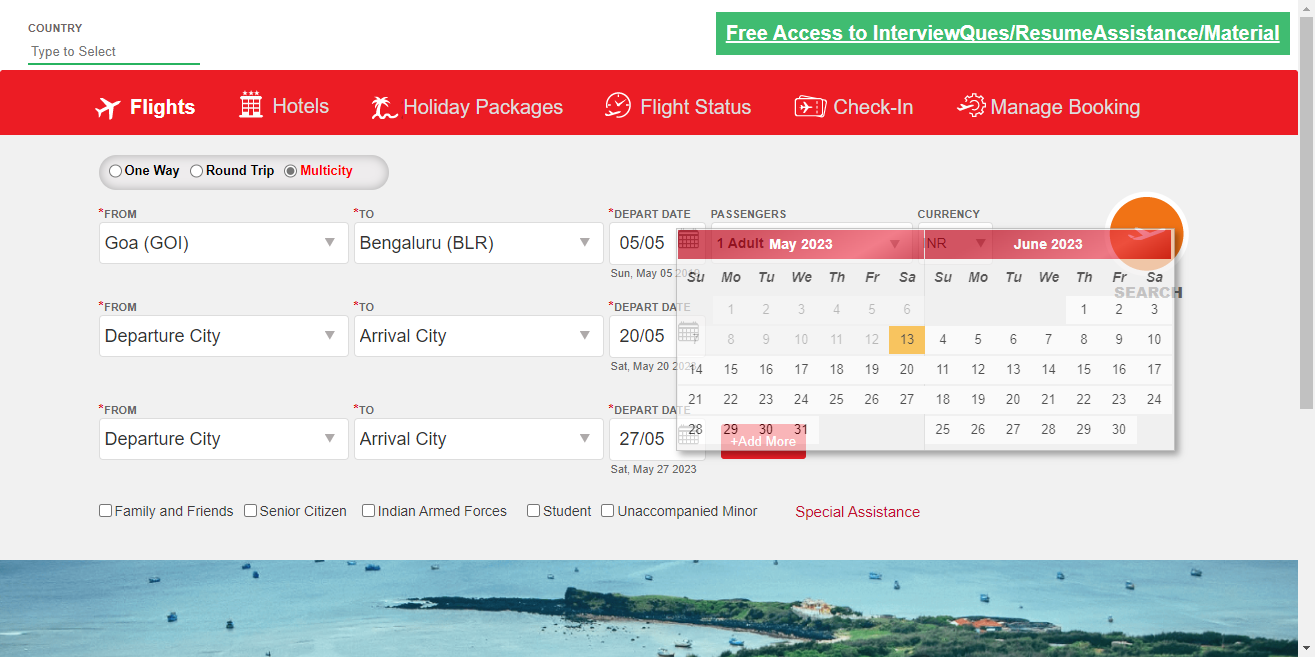 COUNTRY
Type to Select
Free Access to InterviewQues/ResumeAssistance/Material
Flights Hotels Holiday Packages Flight Status Check-In Manage Booking
One Way Round Trip Multicity
*FROM *TO *DEPART DATE PASSENGERS CURRENCY
Goa (GOI) Bengaluru (BLR) 05/05 1 Adult INR
May 2023 June 2023
Sun, May 05 2019
Su Mo Tu We Th Fr Sa Su Mo Tu We Th Fr Sa
SEARCH
1 2 3 4 5 6 1 2 3
*FROM *TO *DEPART DATE
Departure City Arrival City 20/05
7 8 9 10 11 12 13 4 5 6 7 8 9 10
Sat, May 20 2023
14 15 16 17 18 19 20 11 12 13 14 15 16 17
21 22 23 24 25 26 27 18 19 20 21 22 23 24
*FROM *TO *DEPART DATE
28 29 30 31 25 26 27 28 29 30
Departure City Arrival City 27/05
+Add More
Sat, May 27 2023
Family and Friends Senior Citizen Indian Armed Forces Student Unaccompanied Minor Special Assistance